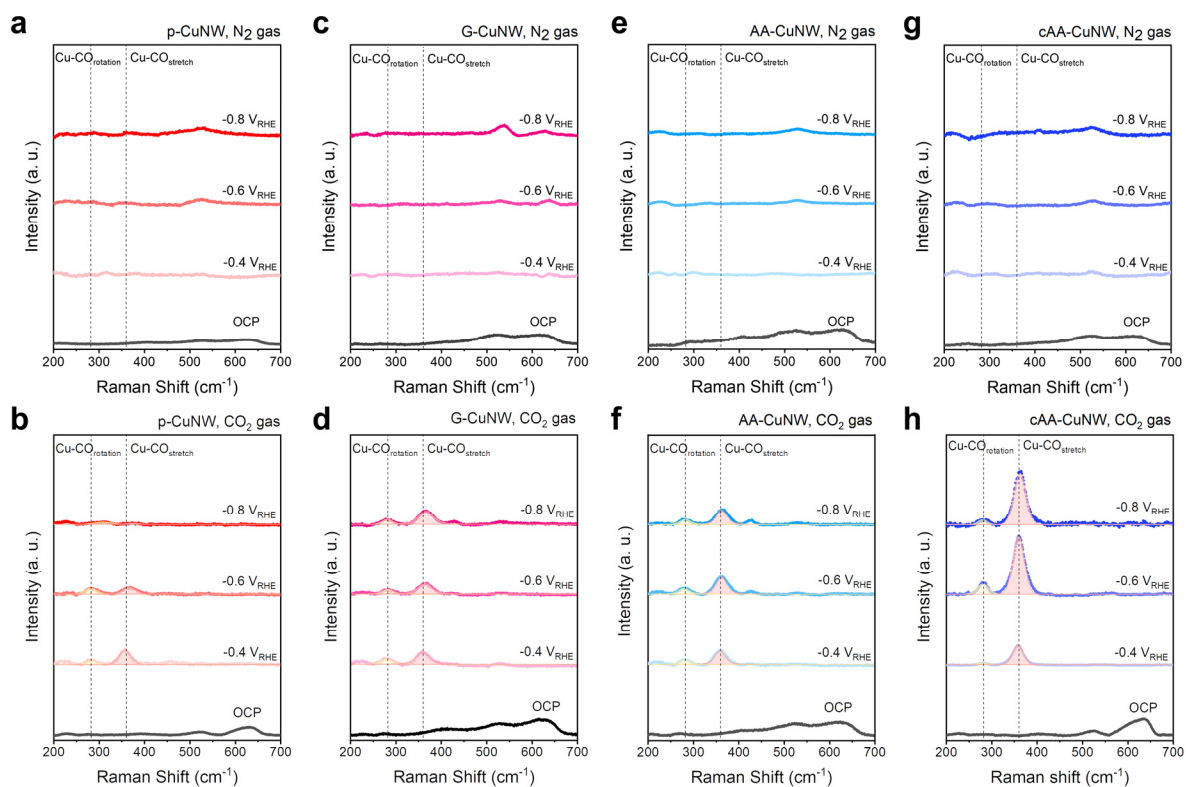 a
p-CuNW, N2 gas
Cu-COrotation Cu-COstretch
-0.8 VRHE
-0.6 VRHE
-0.4 VRHE
OCP
Intensity (a. u.)
200 300 400 500 600 700
Raman Shift (cm-1)
c
G-CuNW, N2 gas
Cu-COrotation Cu-COstretch
-0.8 VRHE
-0.6 VRHE
-0.4 VRHE
OCP
Intensity (a. u.)
200 300 400 500 600 700
Raman Shift (cm-1)
e
AA-CuNW, N2 gas
Cu-COrotation Cu-COstretch
-0.8 VRHE
-0.6 VRHE
-0.4 VRHE
OCP
Intensity (a. u.)
200 300 400 500 600 700
Raman Shift (cm-1)
g
cAA-CuNW, N2 gas
Cu-COrotation Cu-COstretch
-0.8 VRHE
-0.6 VRHE
-0.4 VRHE
OCP
Intensity (a. u.)
200 300 400 500 600 700
Raman Shift (cm-1)
b
p-CuNW, CO2 gas
Cu-COrotation Cu-COstretch
-0.8 VRHE
-0.6 VRHE
-0.4 VRHE
OCP
Intensity (a. u.)
200 300 400 500 600 700
Raman Shift (cm-1)
d
G-CuNW, CO2 gas
Cu-COrotation Cu-COstretch
-0.8 VRHE
-0.6 VRHE
-0.4 VRHE
OCP
Intensity (a. u.)
200 300 400 500 600 700
Raman Shift (cm-1)
f
AA-CuNW, CO2 gas
Cu-COrotation Cu-COstretch
-0.8 VRHE
-0.6 VRHE
-0.4 VRHE
OCP
Intensity (a. u.)
200 300 400 500 600 700
Raman Shift (cm-1)
h
cAA-CuNW, CO2 gas
Cu-COrotation Cu-COstretch
-0.8 VRHE
-0.6 VRHE
-0.4 VRHE
OCP
Intensity (a. u.)
200 300 400 500 600 700
Raman shift (cm-1)